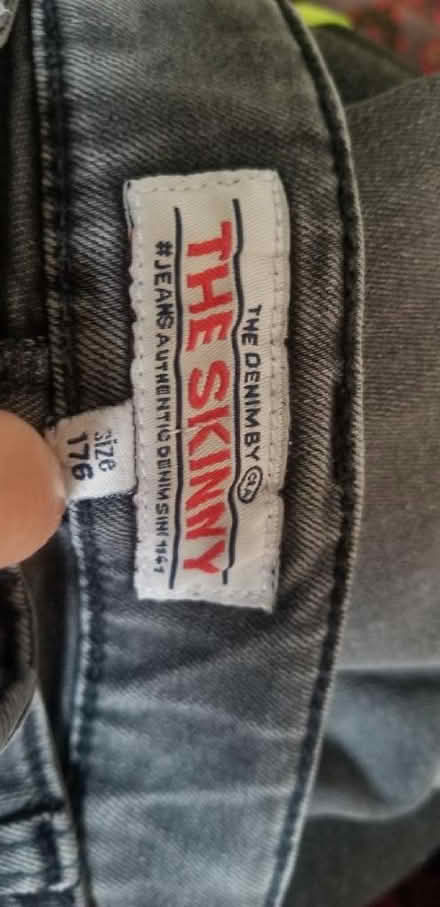 THE DENIM BY C&A
THE SKINNY
#JEANS AUTHENTIC DENIM
size
176